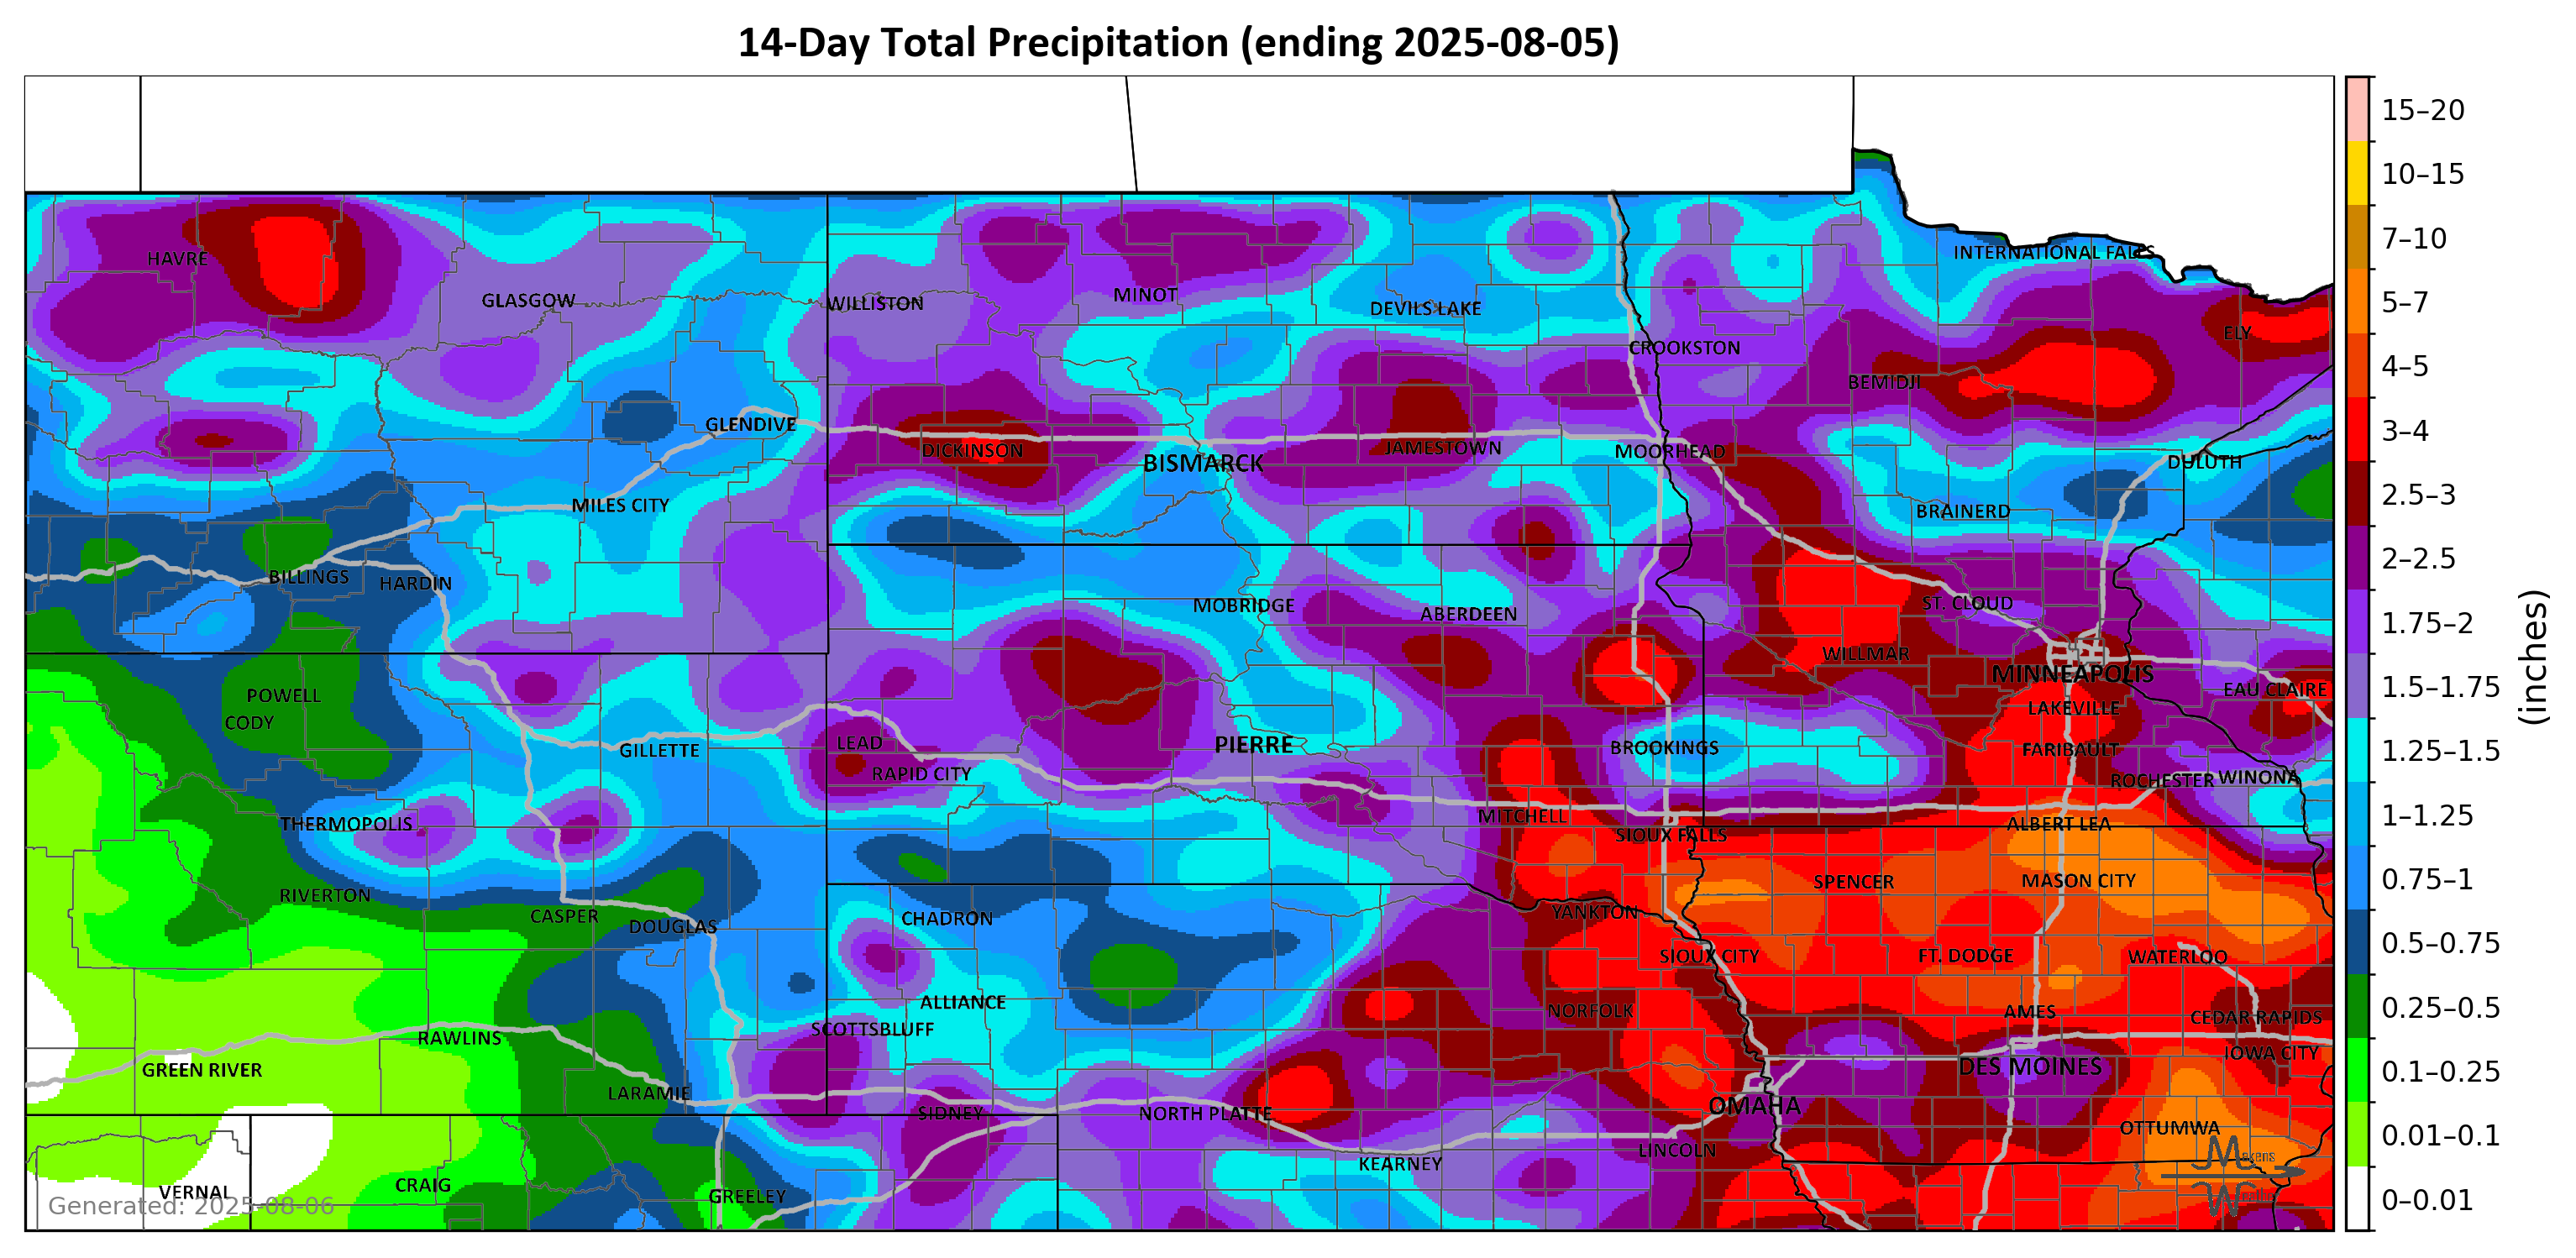 14-Day Total Precipitation (ending 2025-08-05)
15–20
10–15
7–10
5–7
4–5
3–4
2.5–3
2–2.5
1.75–2
1.5–1.75
1.25–1.5
1–1.25
0.75–1
0.5–0.75
0.25–0.5
0.1–0.25
0.01–0.1
0–0.01
(inches)
INTERNATIONAL FALLS
HAVRE
GLASGOW
WILLISTON
MINOT
DEVILS LAKE
ELY
CROOKSTON
BEMIDJI
GLENDIVE
DICKINSON
BISMARCK
JAMESTOWN
MOORHEAD
DULUTH
MILES CITY
BRAINERD
BILLINGS
HARDIN
MOBRIDGE
ABERDEEN
ST. CLOUD
WILLMAR
MINNEAPOLIS
POWELL
CODY
EAU CLAIRE
LAKEVILLE
GILLETTE
LEAD
RAPID CITY
PIERRE
BROOKINGS
FARIBAULT
ROCHESTER
WINONA
THERMOPOLIS
MITCHELL
SIOUX FALLS
ALBERT LEA
RIVERTON
CASPER
DOUGLAS
CHADRON
YANKTON
SPENCER
MASON CITY
SIOUX CITY
FT. DODGE
WATERLOO
ALLIANCE
SCOTTSBLUFF
NORFOLK
AMES
CEDAR RAPIDS
RAWLINS
GREEN RIVER
IOWA CITY
DES MOINES
LARAMIE
SIDNEY
NORTH PLATTE
OMAHA
OTTUMWA
LINCOLN
KEARNEY
VERNAL
CRAIG
GREELEY
Generated: 2025-08-06